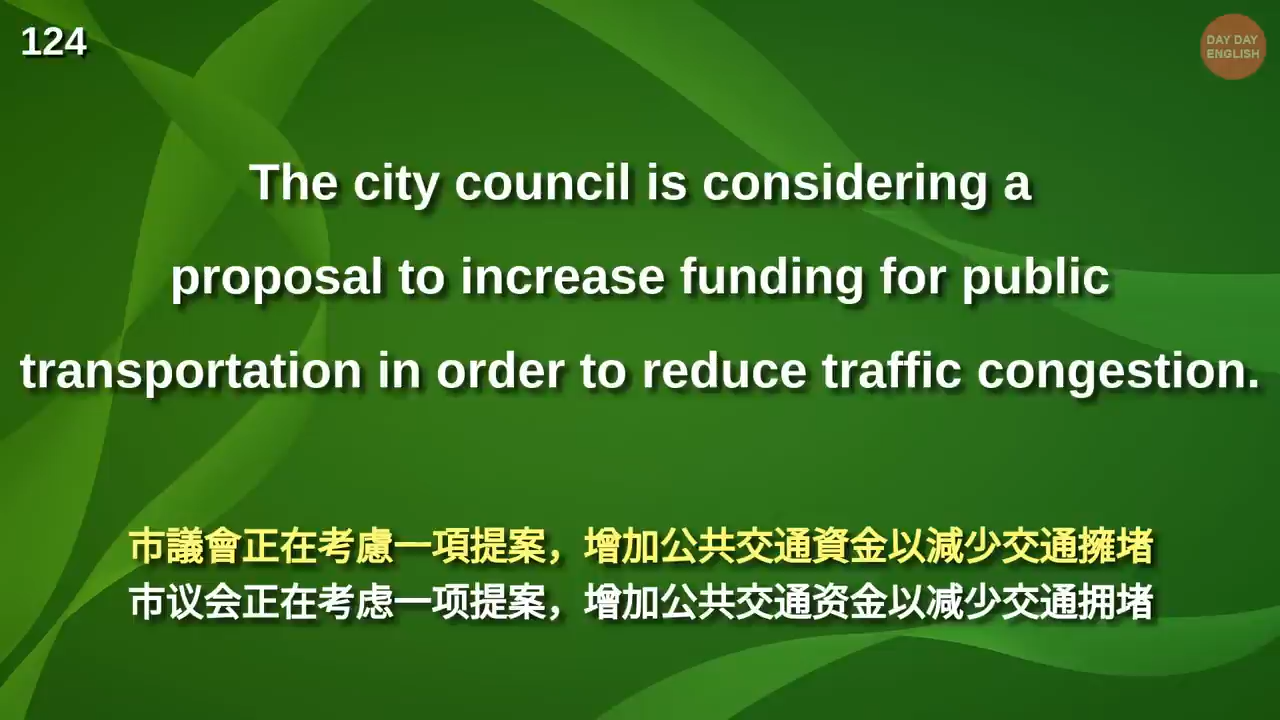 124
DAY DAY
ENGLISH
The city council is considering a
proposal to increase funding for public
transportation in order to reduce traffic congestion.
市議會正在考慮一項提案，增加公共交通資金以減少交通擁堵
市议会正在考虑一项提案，增加公共交通资金以减少交通拥堵